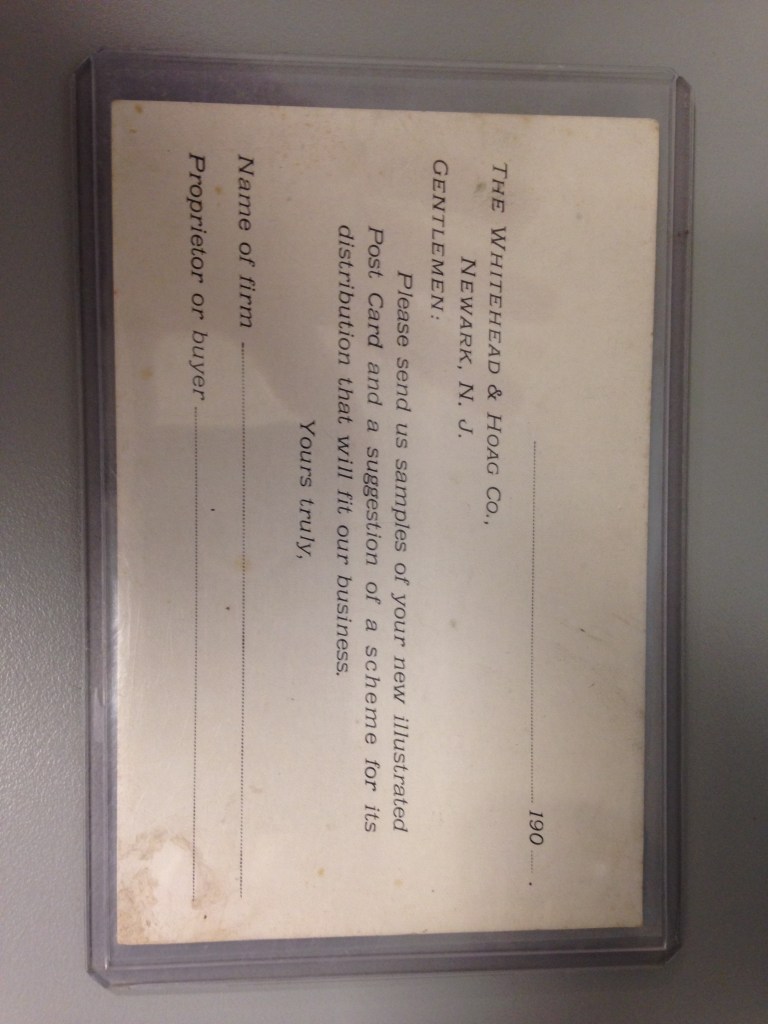 190 .
THE WHITEHEAD & HOAG CO.,
NEWARK, N. J.
GENTLEMEN:
Please send us samples of your new illustrated
Post Card and a suggestion of a scheme for its
distribution that will fit our business.
Yours truly,
Name of firm
Proprietor or buyer